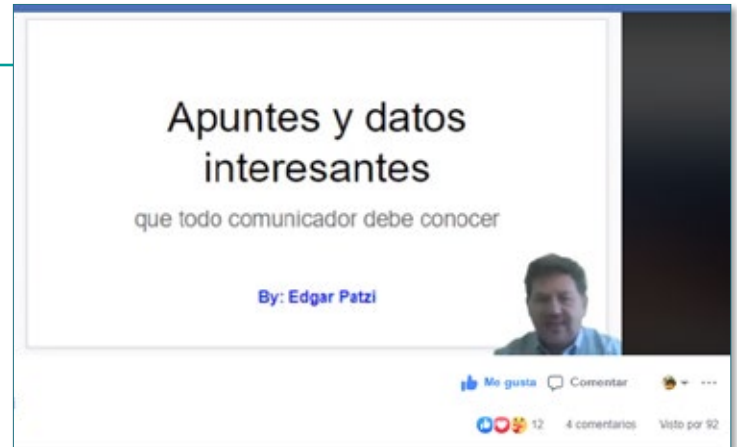 Apuntes y datos
interesantes
que todo comunicador debe conocer
By: Edgar Patzi
Me gusta Comentar ...
12 4 comentarios Visto por 92